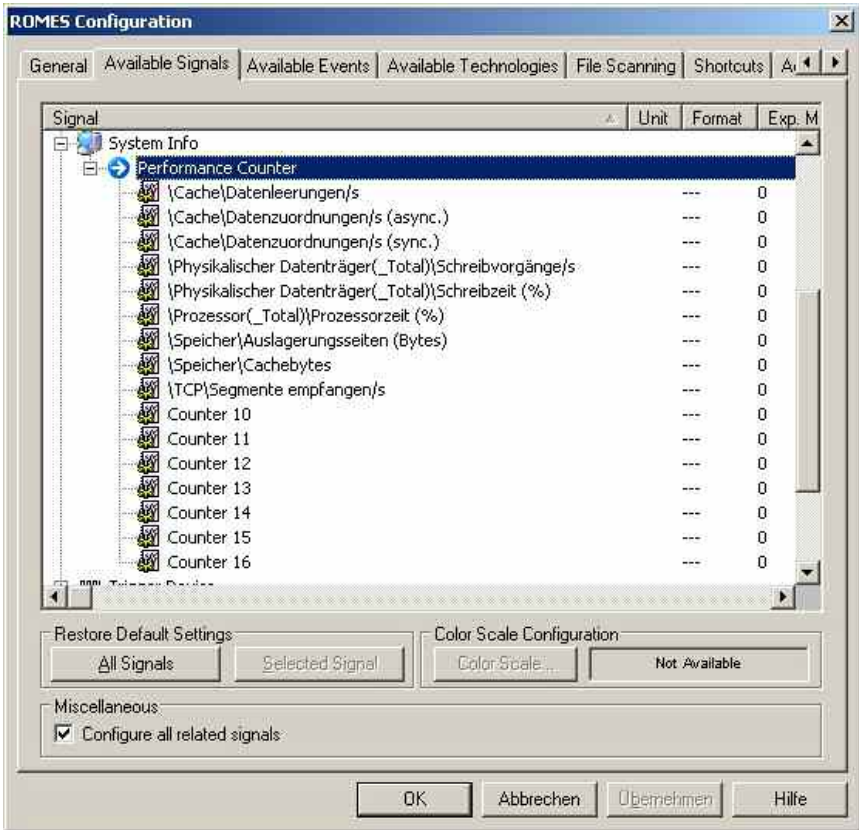 ROMES Configuration
General Available Signals Available Events Available Technologies File Scanning Shortcuts
Signal Unit Format Exp. M
System Info
Performance Counter
\Cache\Datenleerungen/s --- 0
\Cache\Datenzuordnungen/s (async.) --- 0
\Cache\Datenzuordnungen/s (sync.) --- 0
\Physikalischer Datenträger(_Total)\Schreibvorgänge/s --- 0
\Physikalischer Datenträger(_Total)\Schreibzeit (%) --- 0
\Prozessor(_Total)\Prozessorzeit (%) --- 0
\Speicher\Auslagerungsseiten (Bytes) --- 0
\Speicher\Cachebytes --- 0
\TCP\Segmente empfangen/s --- 0
Counter 10 --- 0
Counter 11 --- 0
Counter 12 --- 0
Counter 13 --- 0
Counter 14 --- 0
Counter 15 --- 0
Counter 16 --- 0
Trigger Device
Restore Default Settings Color Scale Configuration
All Signals Selected Signal Color Scale... Not Available
Miscellaneous
Configure all related signals
OK Abbrechen Übernehmen Hilfe